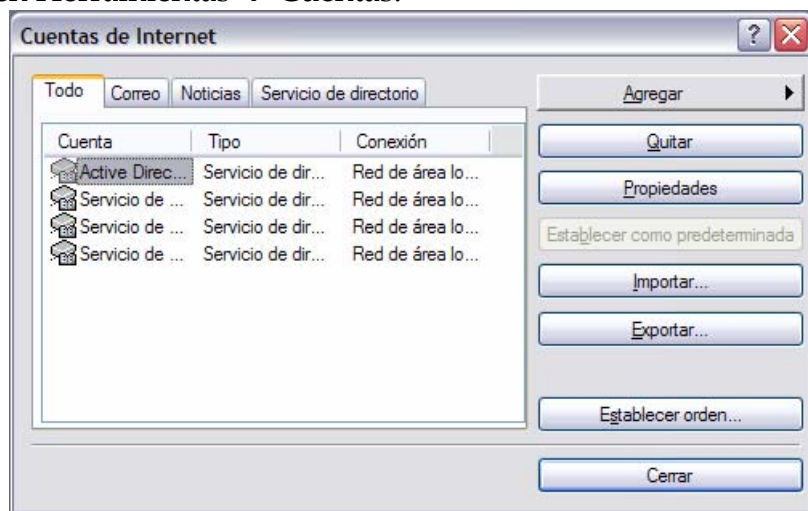 Cuentas de Internet
Todo Correo Noticias Servicio de directorio
Cuenta Tipo Conexión
Active Direc... Servicio de dir... Red de área lo...
Servicio de ... Servicio de dir... Red de área lo...
Servicio de ... Servicio de dir... Red de área lo...
Servicio de ... Servicio de dir... Red de área lo...
Agregar
Quitar
Propiedades
Establecer como predeterminada
Importar...
Exportar...
Establecer orden...
Cerrar